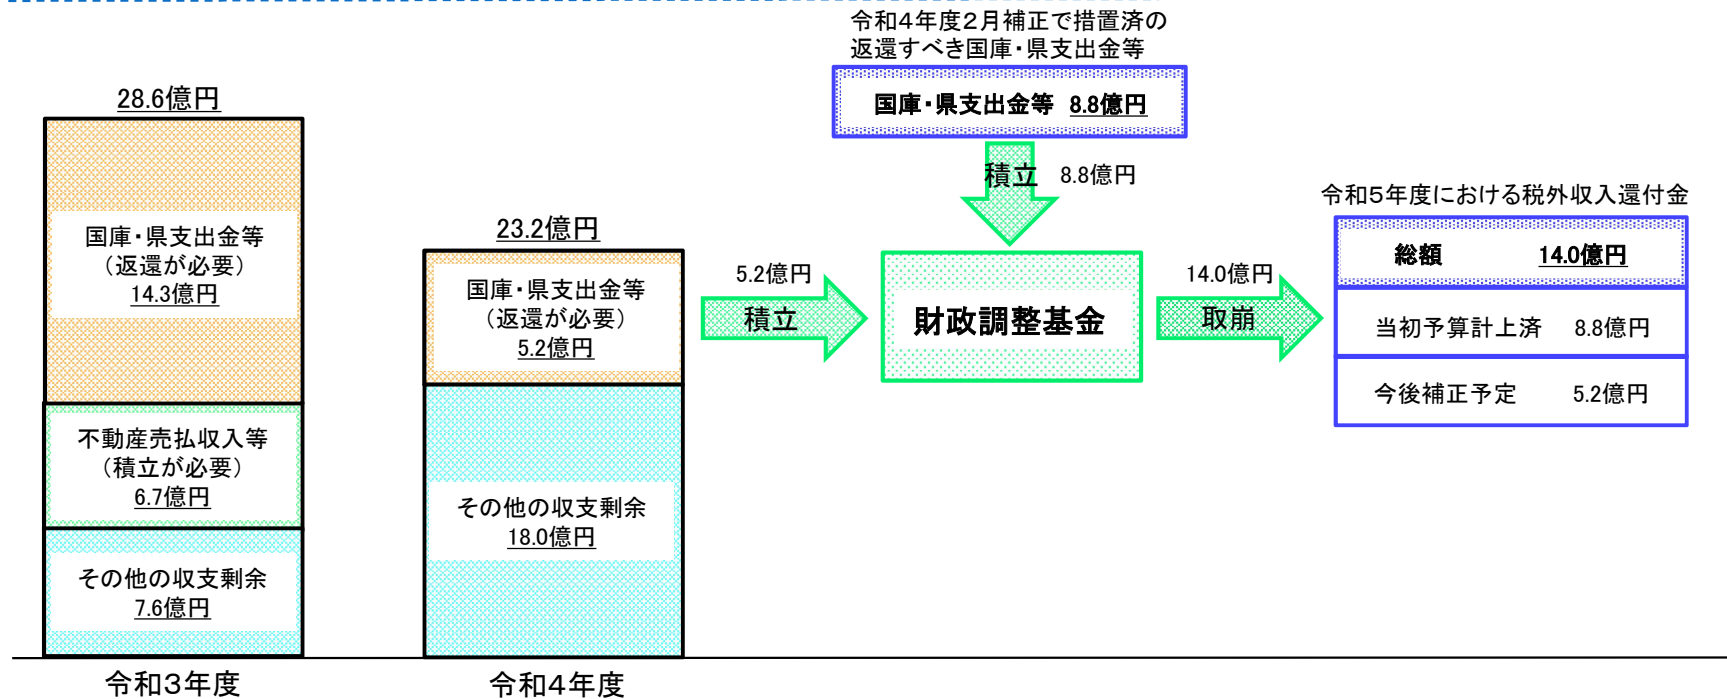 令和4年度2月補正で措置済の
返還すべき国庫・県支出金等
国庫・県支出金等 8.8億円
積立 8.8億円
28.6億円
国庫・県支出金等
（返還が必要）
14.3億円
不動産売払収入等
（積立が必要）
6.7億円
その他の収支剰余
7.6億円
令和3年度
23.2億円
国庫・県支出金等
（返還が必要）
5.2億円
その他の収支剰余
18.0億円
令和4年度
5.2億円
積立
財政調整基金
14.0億円
取崩
令和5年度における税外収入還付金
総額 14.0億円
当初予算計上済 8.8億円
今後補正予定 5.2億円